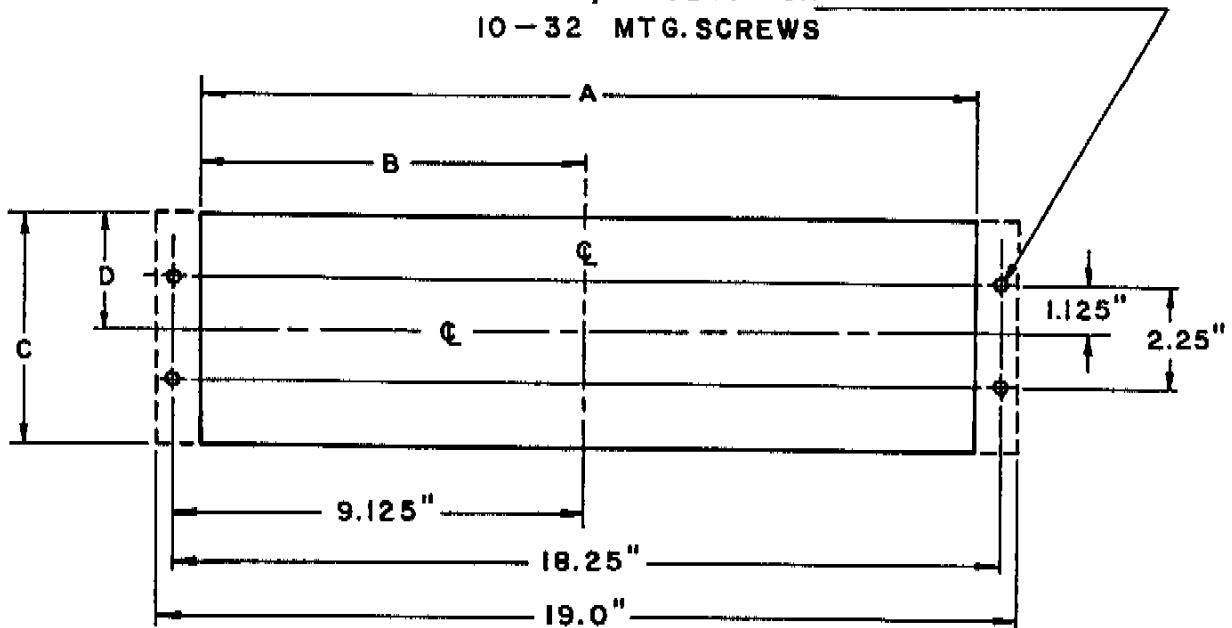 10-32 MTG. SCREWS
A
B
℄
D
1.125"
℄
C
2.25"
9.125"
18.25"
19.0"